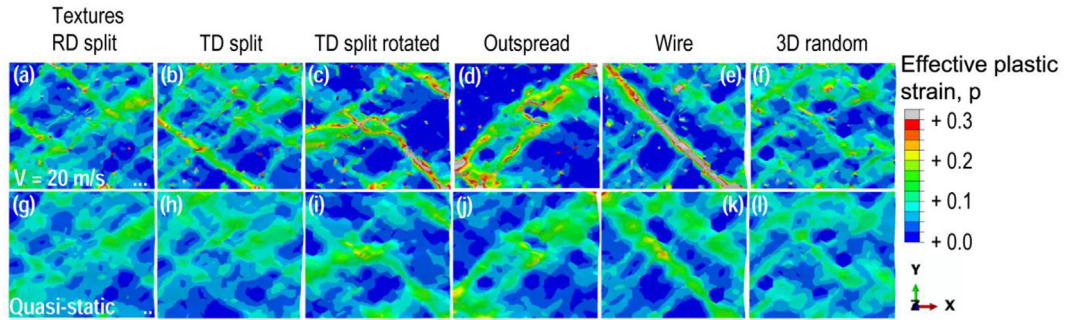 Textures
RD split
TD split
TD split rotated
Outspread
Wire
3D random
(a)
(b)
(c)
(d)
(e)
(f)
V = 20 m/s
...
(g)
(h)
(i)
(j)
(k)
(l)
Quasi-static
..
Effective plastic
strain, p
+ 0.3
+ 0.2
+ 0.1
+ 0.0
Y
Z
X